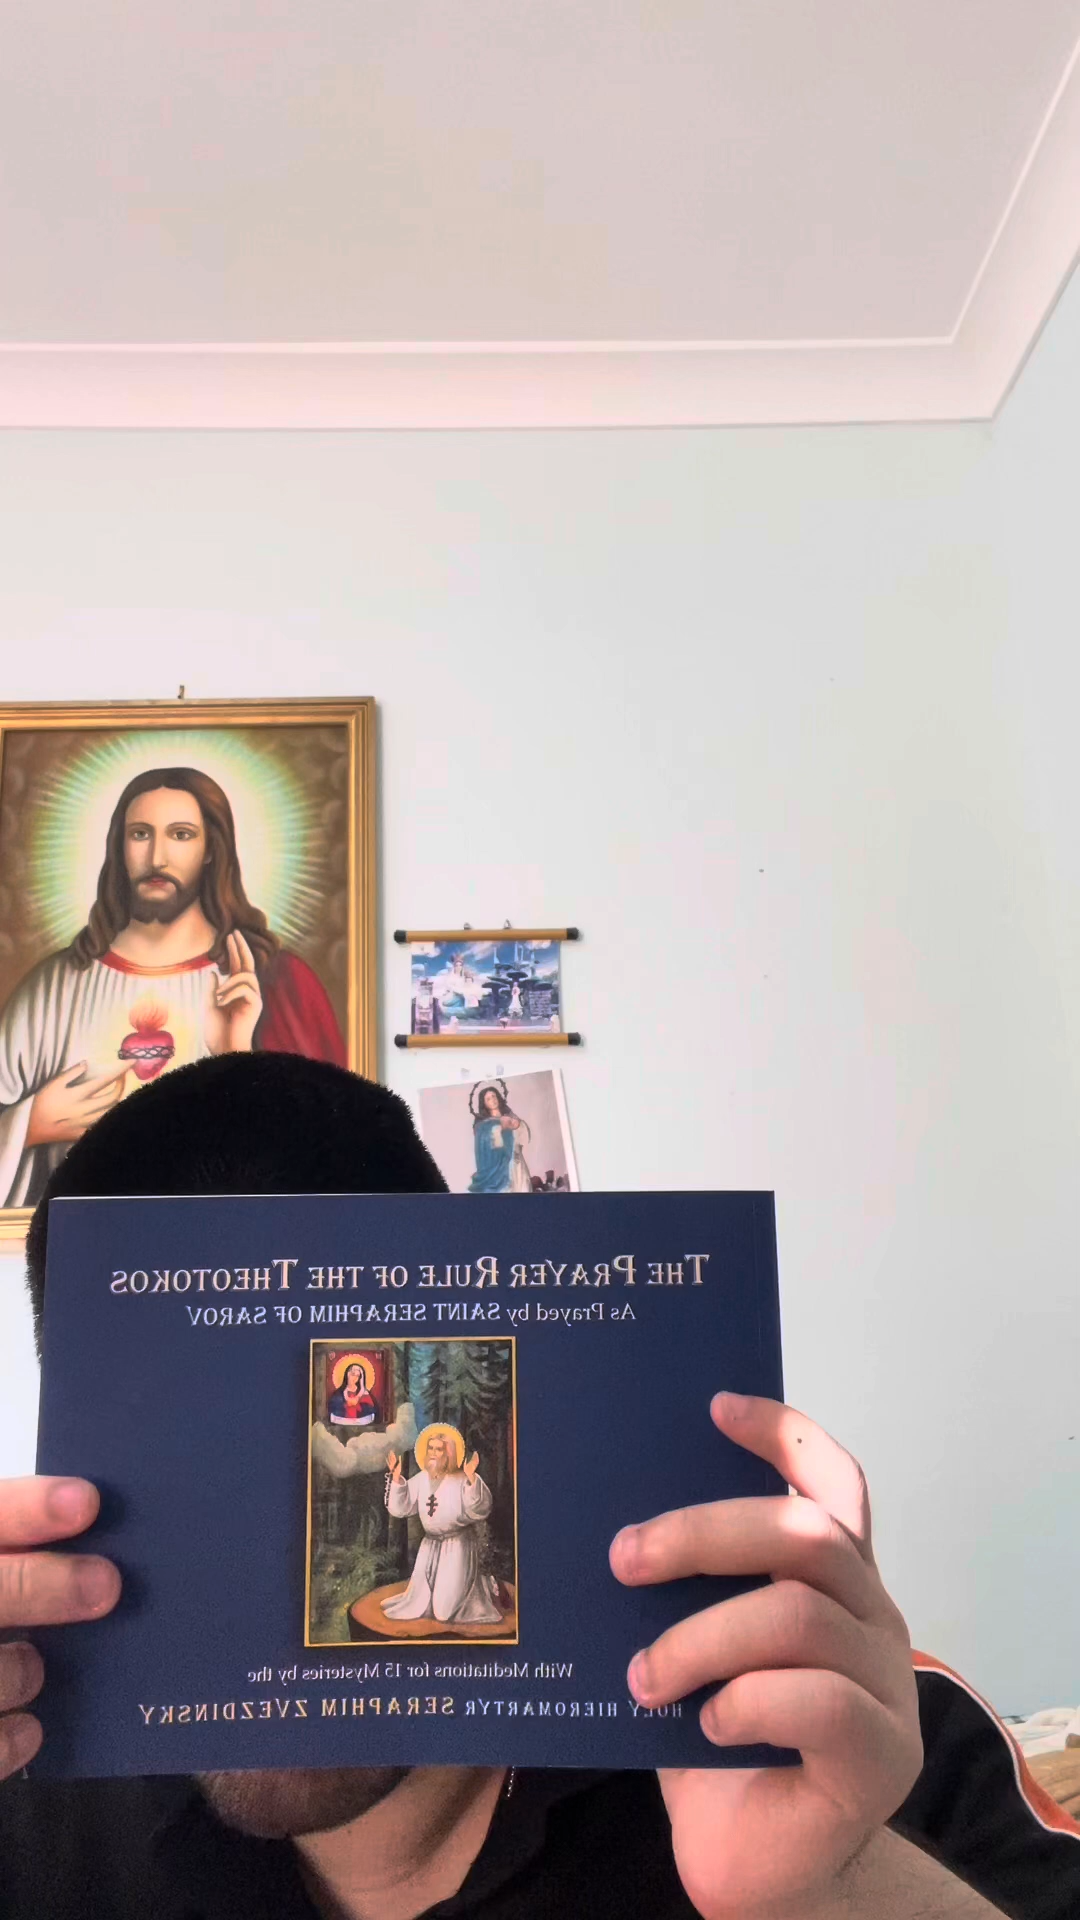 THE PRAYER RULE OF THE THEOTOKOS
As Prayed by SAINT SERAPHIM OF SAROV
With Meditations for 15 Mysteries by the
HOLY HIEROMARTYR SERAPHIM ZVEZDINSKY